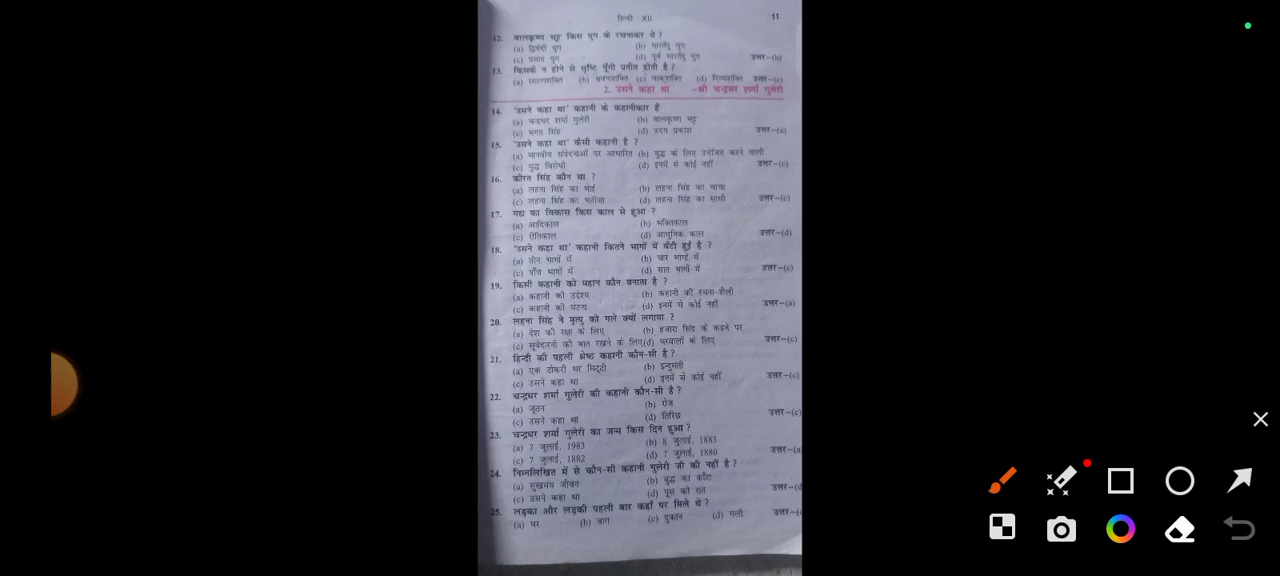 हिन्दी : XII 11
12. बालकृष्ण भट्ट किस युग के रचनाकार थे ?
(a) द्विवेदी युग (b) भारतेंदु युग
(c) प्रसाद युग (d) पूर्व भारतेंदु युग उत्तर–(b)
13. किसके न होने से सृष्टि गूँगी प्रतीत होती है ?
(a) स्मरणशक्ति (b) श्रवणशक्ति (c) वाक्शक्ति (d) दिव्यशक्ति उत्तर–(c)
2. उसने कहा था –श्री चन्द्रधर शर्मा गुलेरी
14. 'उसने कहा था' कहानी के कहानीकार हैं
(a) चन्द्रधर शर्मा गुलेरी (b) बालकृष्ण भट्ट
(c) भगत सिंह (d) उदय प्रकाश उत्तर–(a)
15. 'उसने कहा था' कैसी कहानी है ?
(a) मानवीय संवेदनाओं पर आधारित (b) युद्ध के लिए उत्तेजित करने वाली
(c) युद्ध विरोधी (d) इनमें से कोई नहीं उत्तर–(c)
16. कीरत सिंह कौन था ?
(a) लहना सिंह का भाई (b) लहना सिंह का चाचा
(c) लहना सिंह का भतीजा (d) लहना सिंह का साथी उत्तर–(c)
17. गद्य का विकास किस काल से हुआ ?
(a) आदिकाल (b) भक्तिकाल
(c) रीतिकाल (d) आधुनिक काल उत्तर–(d)
18. 'उसने कहा था' कहानी कितने भागों में बँटी हुई है ?
(a) तीन भागों में (b) चार भागों में
(c) पाँच भागों में (d) सात भागों में उत्तर–(c)
19. किसी कहानी को महान कौन बनाता है ?
(a) कहानी की उद्देश्य (b) कहानी की रचना-शैली
(c) कहानी की घटना (d) इनमें से कोई नहीं उत्तर–(a)
20. लहना सिंह ने मृत्यु को गले क्यों लगाया ?
(a) देश की रक्षा के लिए (b) हजारा सिंह के कहने पर
(c) सूबेदारनी की बात रखने के लिए (d) घरवालों के लिए उत्तर–(c)
21. हिन्दी की पहली श्रेष्ठ कहानी कौन-सी है ?
(a) एक टोकरी भर मिट्टी (b) इन्दुमती
(c) उसने कहा था (d) इनमें से कोई नहीं उत्तर–(c)
22. चन्द्रधर शर्मा गुलेरी की कहानी कौन-सी है ?
(a) जूठन (b) रोज
(c) उसने कहा था (d) तिरिछ उत्तर–(c)
23. चन्द्रधर शर्मा गुलेरी का जन्म किस दिन हुआ ?
(a) 7 जुलाई, 1983 (b) 8 जुलाई, 1883
(c) 7 जुलाई, 1882 (d) 7 जुलाई, 1880 उत्तर–(a
24. निम्नलिखित में से कौन-सी कहानी गुलेरी जी की नहीं है ?
(a) सुखमय जीवन (b) बुद्ध का काँटा
(c) उसने कहा था (d) पूस की रात उत्तर–(d
25. लड़का और लड़की पहली बार कहाँ पर मिले थे ?
(a) घर (b) बाग (c) दुकान (d) गली उत्तर–(